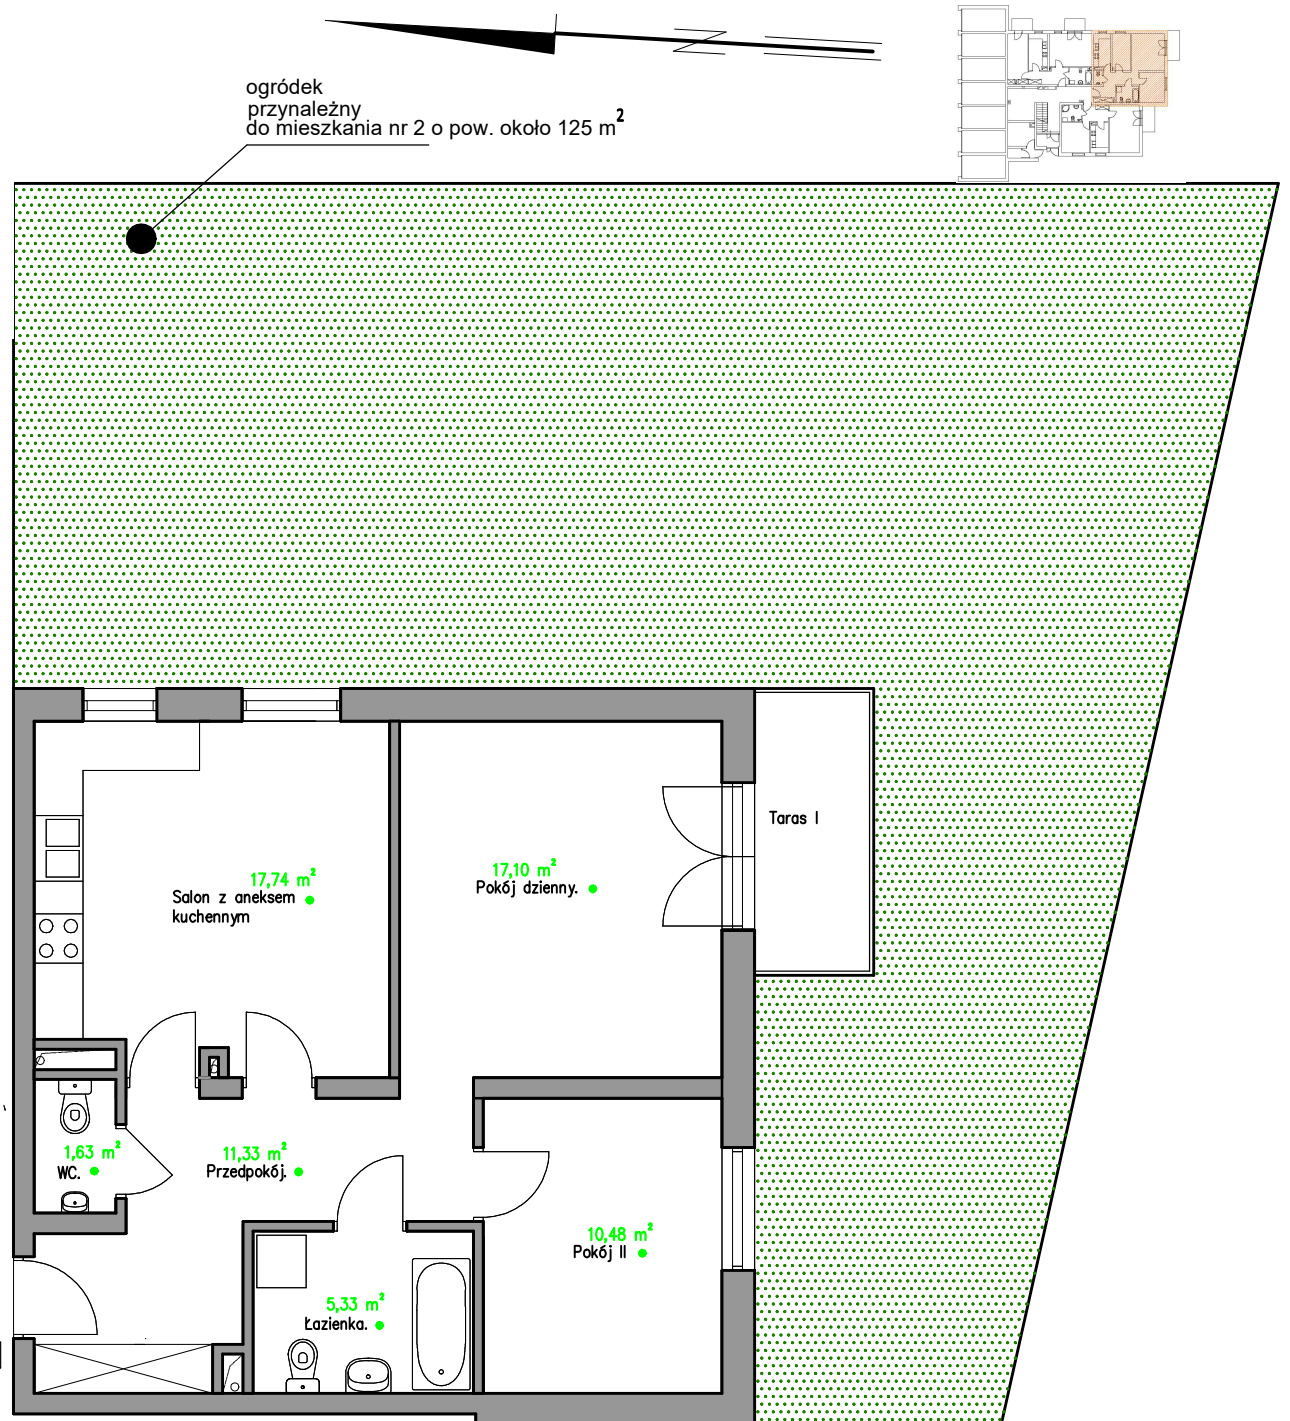 ogródek
przynależny
do mieszkania nr 2 o pow. około 125 m²
Taras I
17,74 m²
Salon z aneksem
kuchennym
17,10 m²
Pokój dzienny.
1,63 m²
WC.
11,33 m²
Przedpokój.
10,48 m²
Pokój II
5,33 m²
Łazienka.